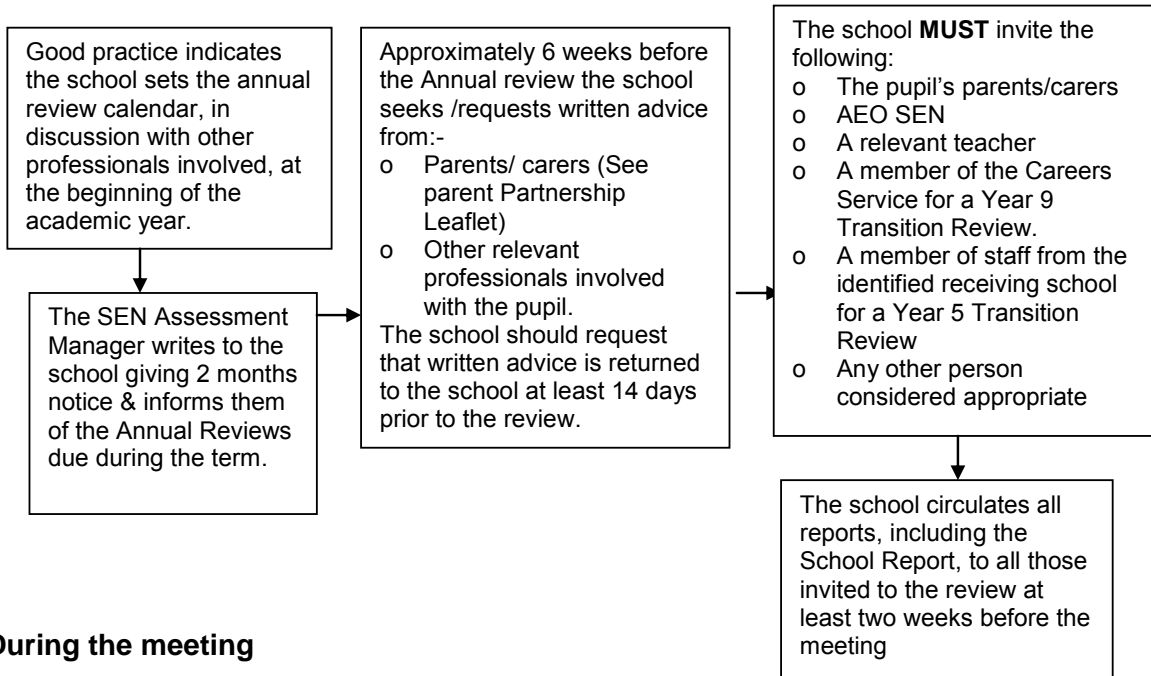 Good practice indicates
the school sets the annual
review calendar, in
discussion with other
professionals involved, at
the beginning of the
academic year.
The SEN Assessment
Manager writes to the
school giving 2 months
notice & informs them
of the Annual Reviews
due during the term.
Approximately 6 weeks before
the Annual review the school
seeks /requests written advice
from:-
o Parents/ carers (See
parent Partnership
Leaflet)
o Other relevant
professionals involved
with the pupil.
The school should request
that written advice is returned
to the school at least 14 days
prior to the review.
The school MUST invite the
following:
o The pupil’s parents/carers
o AEO SEN
o A relevant teacher
o A member of the Careers
Service for a Year 9
Transition Review.
o A member of staff from the
identified receiving school
for a Year 5 Transition
Review
o Any other person
considered appropriate
The school circulates all
reports, including the
School Report, to all those
invited to the review at
least two weeks before the
meeting
During the meeting